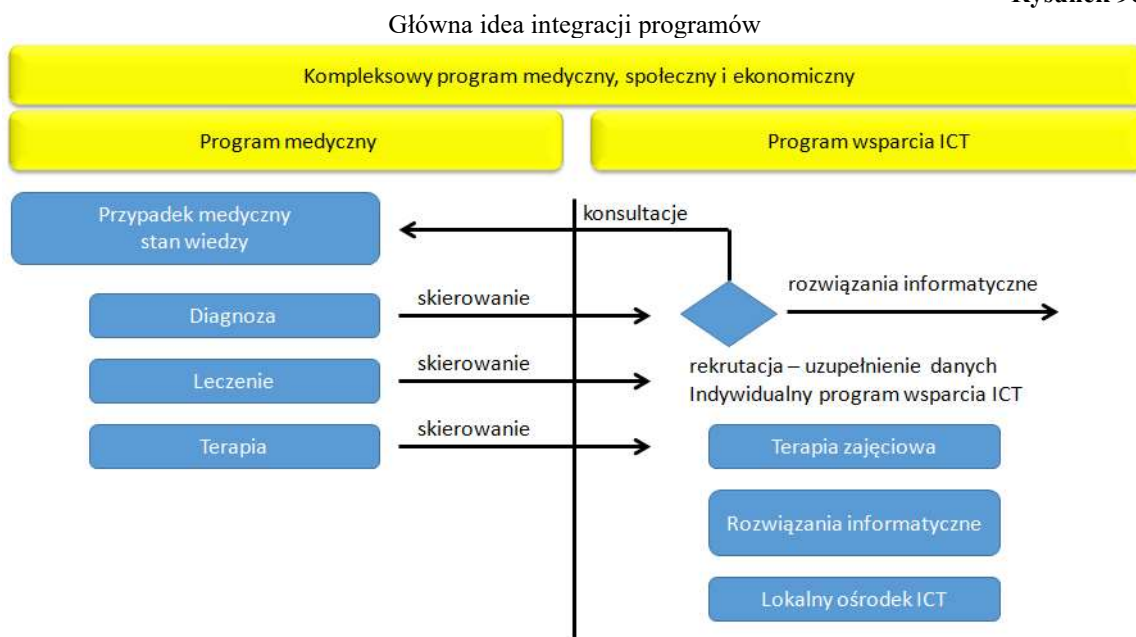 Główna idea integracji programów
Kompleksowy program medyczny, społeczny i ekonomiczny
Program medyczny
Program wsparcia ICT
Przypadek medyczny
stan wiedzy
konsultacje
Diagnoza
skierowanie
rozwiązania informatyczne
Leczenie
skierowanie
rekrutacja – uzupełnienie danych
Indywidualny program wsparcia ICT
Terapia
skierowanie
Terapia zajęciowa
Rozwiązania informatyczne
Lokalny ośrodek ICT